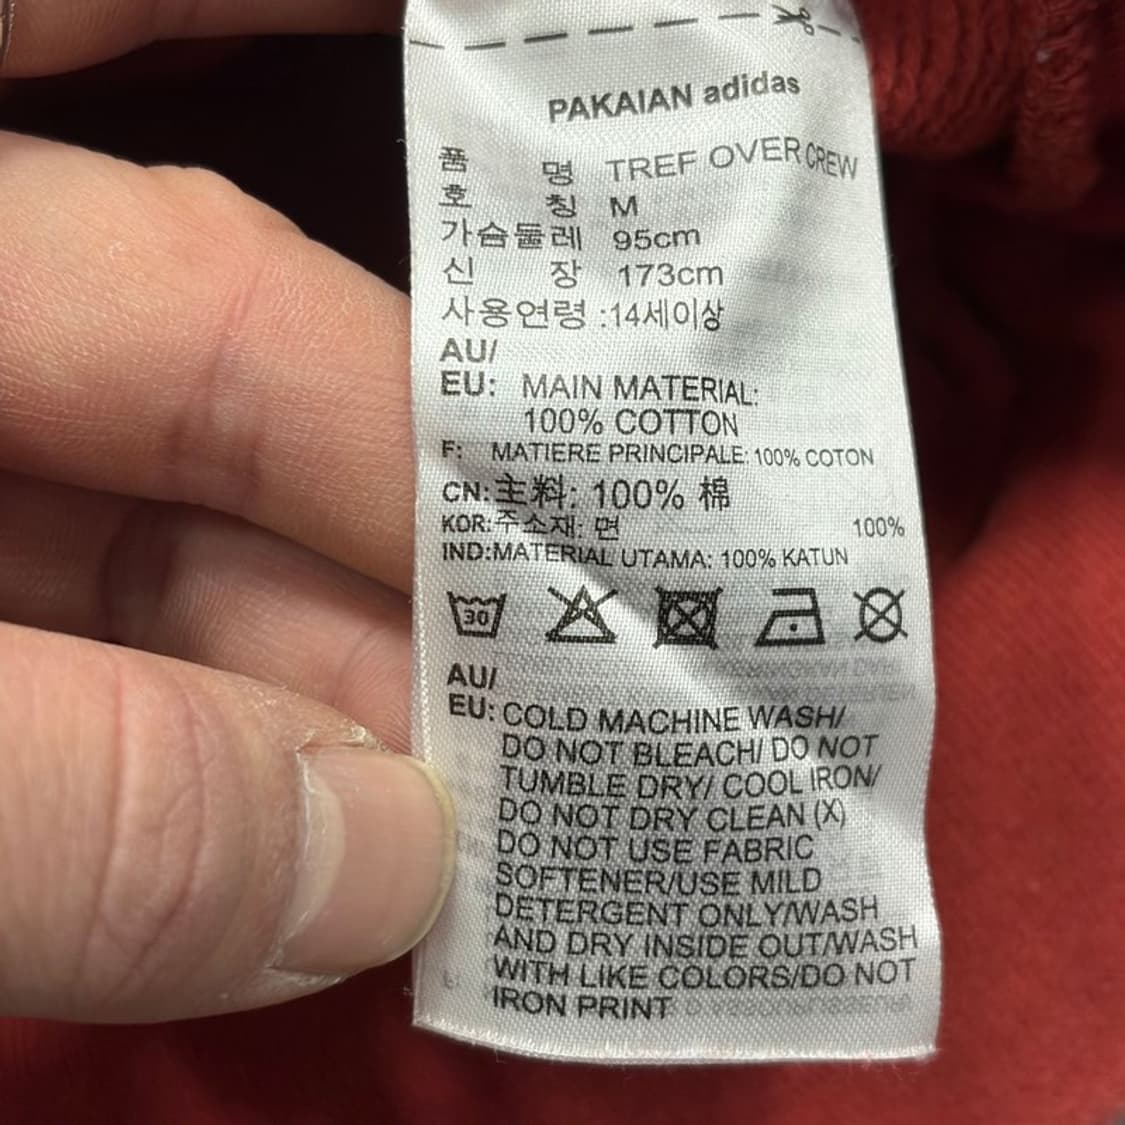 PAKAIAN adidas
품 명 TREF OVER CREW
호 칭 M
가슴둘레 95cm
신 장 173cm
사용연령 :14세이상
AU/
EU: MAIN MATERIAL:
100% COTTON
F: MATIERE PRINCIPALE: 100% COTON
CN:主料: 100% 棉
KOR:주소재: 면 100%
IND:MATERIAL UTAMA: 100% KATUN
30
AU/
EU: COLD MACHINE WASH/
DO NOT BLEACH/ DO NOT
TUMBLE DRY/ COOL IRON/
DO NOT DRY CLEAN (X)
DO NOT USE FABRIC
SOFTENER/USE MILD
DETERGENT ONLY/WASH
AND DRY INSIDE OUT/WASH
WITH LIKE COLORS/DO NOT
IRON PRINT